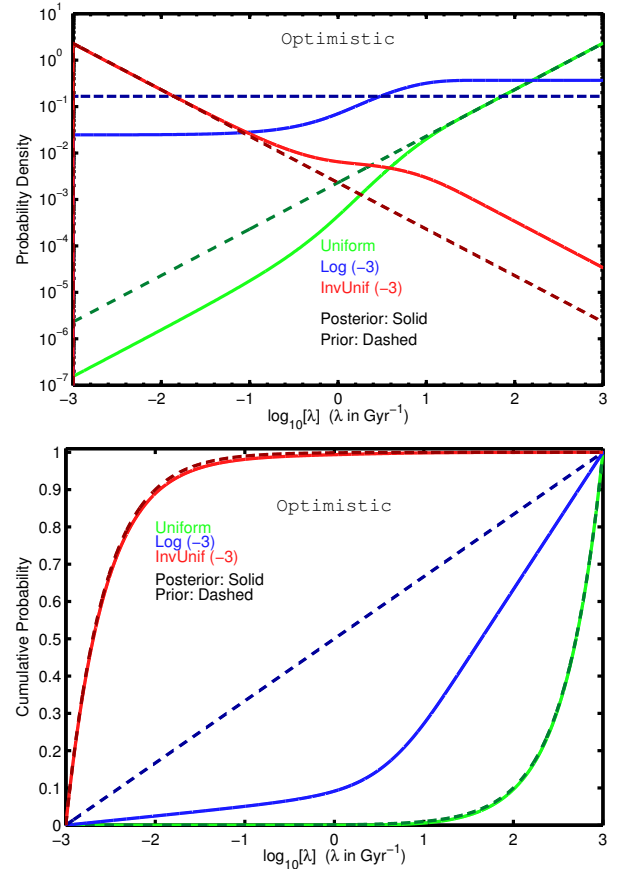 10^1
10^0
10^-1
10^-2
10^-3
10^-4
10^-5
10^-6
10^-7
Probability Density
Optimistic
Uniform
Log (-3)
InvUnif (-3)
Posterior: Solid
Prior: Dashed
-3 -2 -1 0 1 2 3
log_10[λ] (λ in Gyr^-1)
1
0.9
0.8
0.7
0.6
0.5
0.4
0.3
0.2
0.1
0
Cumulative Probability
Optimistic
Uniform
Log (-3)
InvUnif (-3)
Posterior: Solid
Prior: Dashed
-3 -2 -1 0 1 2 3
log_10[λ] (λ in Gyr^-1)